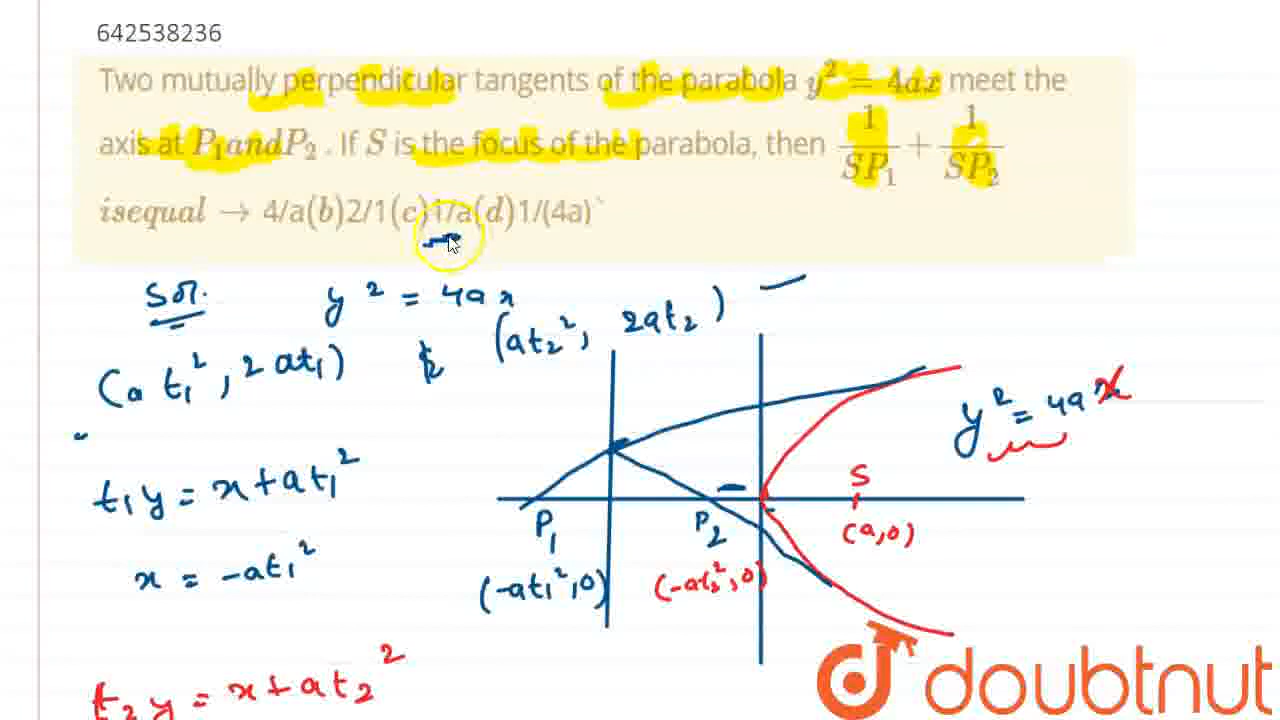 642538236
Two mutually perpendicular tangents of the parabola y² = 4ax meet the
axis at P₁andP₂ . If S is the focus of the parabola, then 1/SP₁ + 1/SP₂
isequal → 4/a(b)2/1(c)1/a(d)1/(4a)`
Sol. y² = 4ax
(at₁², 2at₁) & (at₂², 2at₂)
y² = 4ax
t₁y = x+at₁²
S
P₁ P₂ (a,0)
x = -at₁²
(-at₁²,0) (-at₂²,0)
t₂y = x+at₂²
doubtnut